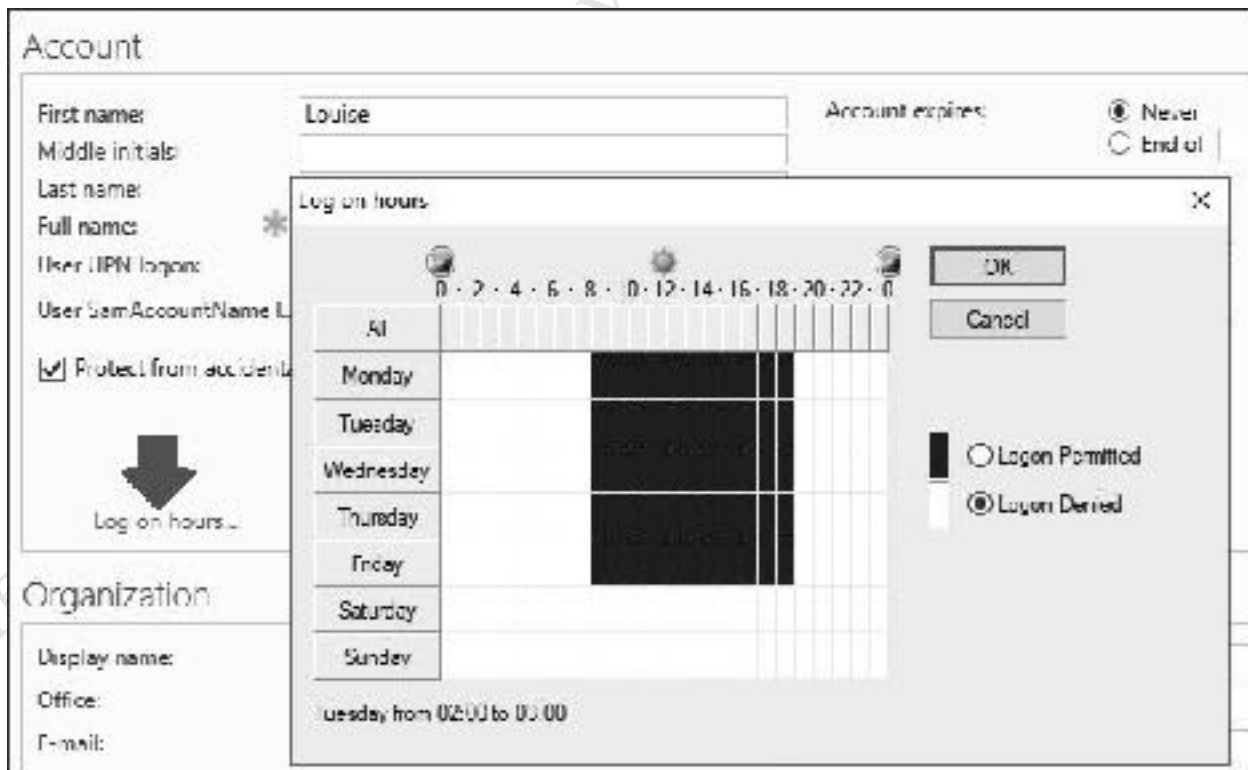 Account
First name: Louise Account expires: Never
Middle initials: End of
Last name:
Full name: *
User UPN logon:
User SamAccountName l...
Protect from accidenta
Log on hours...
Log on hours
0 · 2 · 4 · 6 · 8 · 10 · 12 · 14 · 16 · 18 · 20 · 22 · 0
OK
Cancel
All
Monday
Tuesday
Wednesday
Thursday
Friday
Saturday
Sunday
Logon Permitted
Logon Denied
Tuesday from 02:00 to 03:00
Organization
Display name:
Office:
E-mail: